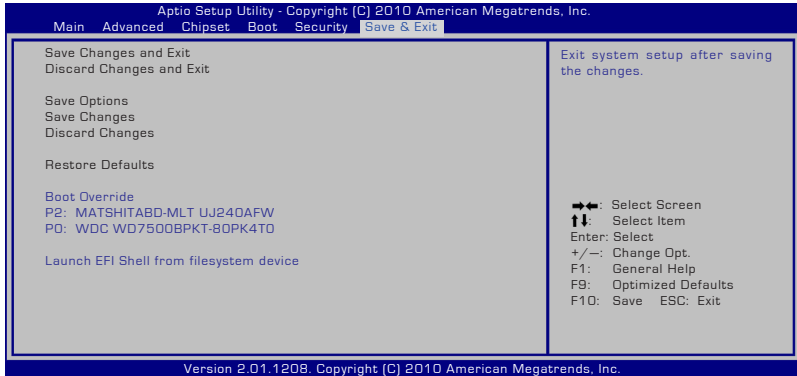 Aptio Setup Utility - Copyright (C) 2010 American Megatrends, Inc.
Main Advanced Chipset Boot Security Save & Exit
Save Changes and Exit
Discard Changes and Exit
Save Options
Save Changes
Discard Changes
Restore Defaults
Boot Override
P2: MATSHITABD-MLT UJ240AFW
P0: WDC WD7500BPKT-80PK4T0
Launch EFI Shell from filesystem device
Exit system setup after saving
the changes.
→←: Select Screen
↑↓: Select Item
Enter: Select
+/—: Change Opt.
F1: General Help
F9: Optimized Defaults
F10: Save ESC: Exit
Version 2.01.1208. Copyright (C) 2010 American Megatrends, Inc.